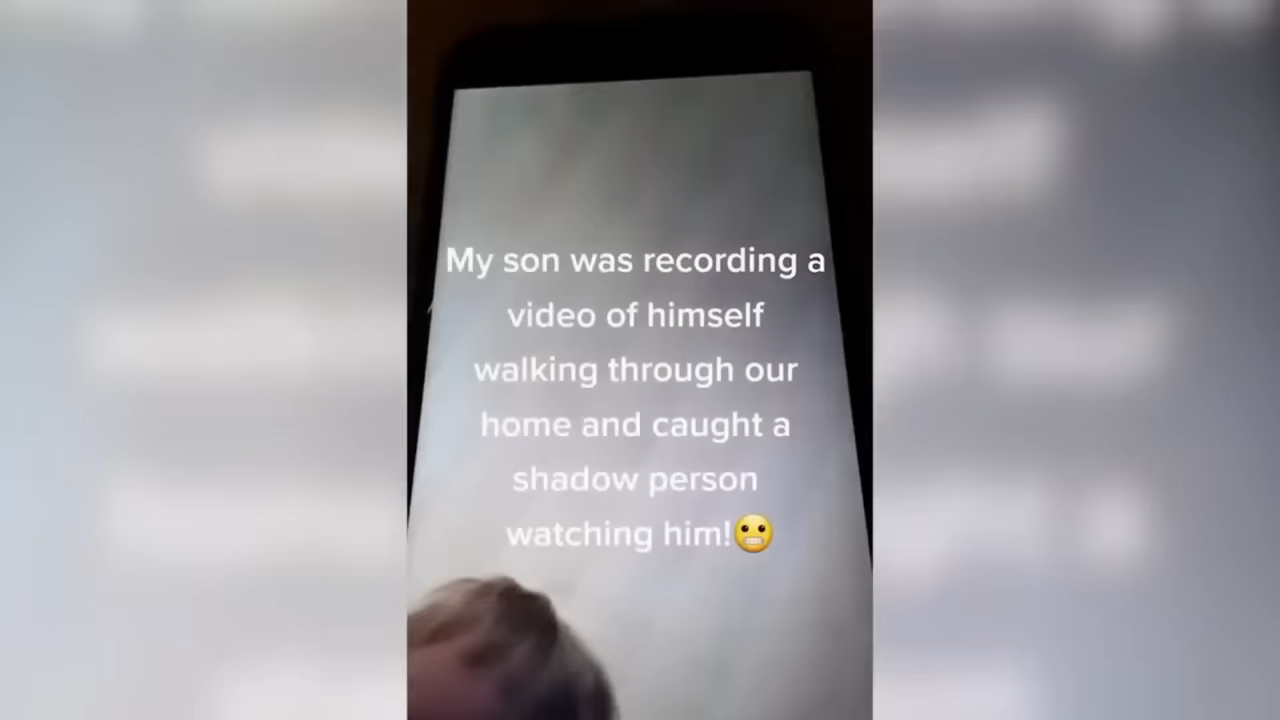 My son was recording a
video of himself
walking through our
home and caught a
shadow person
watching him!😬